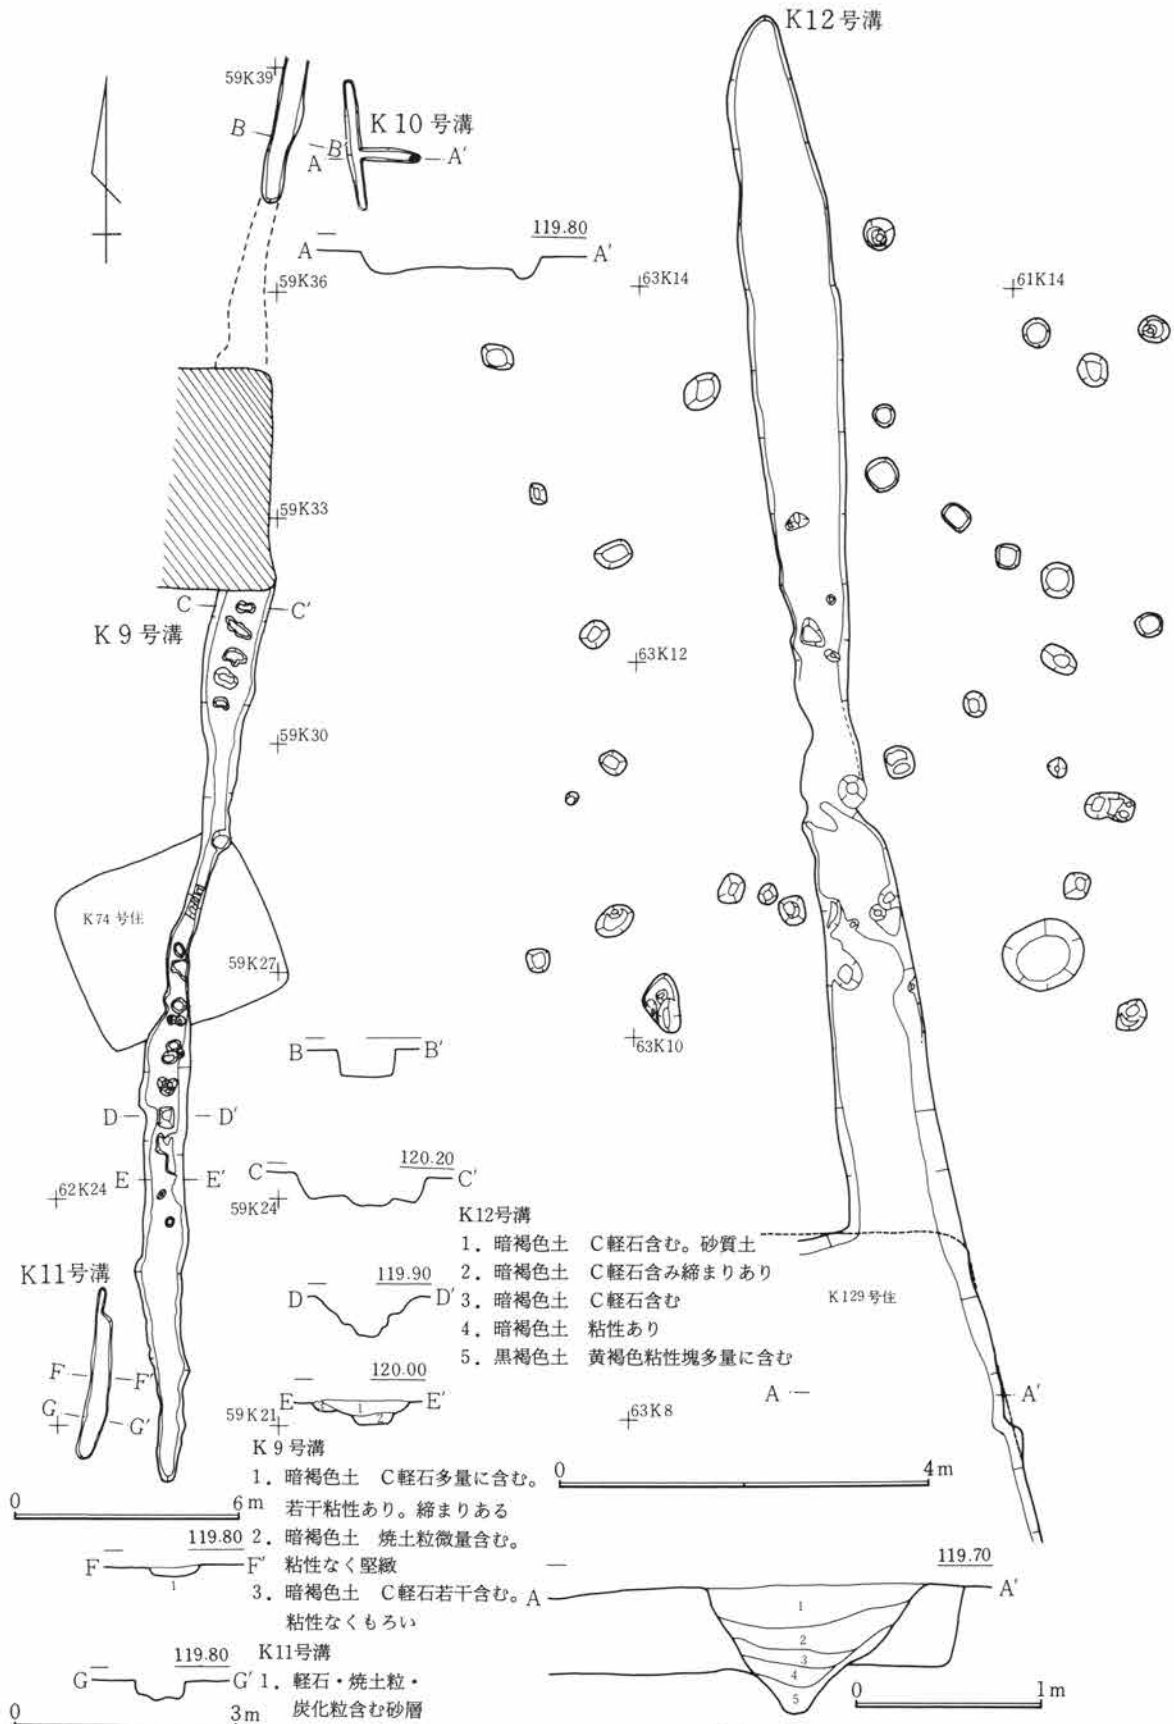 K12号溝
59K39
B
K10号溝
B'
A
A'
119.80
A
A'
59K36
63K14
61K14
59K33
C
C'
K9号溝
63K12
59K30
K74号住
59K27
63K10
B
B'
D
D'
E
E'
62K24
120.20
C
C'
59K24
K12号溝
1．暗褐色土　C軽石含む。砂質土
2．暗褐色土　C軽石含み締まりあり
3．暗褐色土　C軽石含む
4．暗褐色土　粘性あり
5．黒褐色土　黄褐色粘性塊多量に含む
K129号住
119.90
D
D'
K11号溝
F
F'
G
G'
120.00
E
E'
1
2
59K21
63K8
A
A'
K9号溝
1．暗褐色土　C軽石多量に含む。
若干粘性あり。締まりある
2．暗褐色土　焼土粒微量含む。
粘性なく堅緻
3．暗褐色土　C軽石若干含む。
粘性なくもろい
0
4m
0
6m
119.80
F
F'
1
119.70
A
A'
1
2
3
4
5
0
1m
119.80
G
G'
K11号溝
1．軽石・焼土粒・
炭化粒含む砂層
0
3m